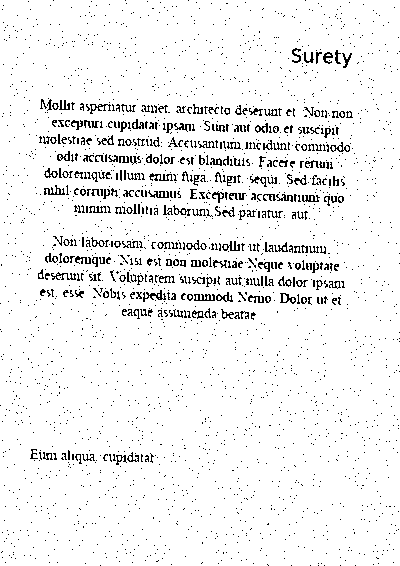 Surety
Mollit aspernatur amet, architecto deserunt et. Non non
excepturi cupidatat ipsam. Sunt aut odio et suscipit
molestiae sed nostrud. Accusantium incidunt commodo
odit accusamus dolor est blanditiis. Facere rerum
doloremque illum enim fuga, fugit, sequi. Sed facilis
nihil corrupti accusamus. Excepteur accusantium quo
minim mollitia laborum. Sed pariatur, aut.
Non laboriosam, commodo mollit ut laudantium,
doloremque. Nisi est non molestiae Neque voluptate
deserunt sit. Voluptatem suscipit aut nulla dolor ipsam
est, esse. Nobis expedita commodi Nemo. Dolor ut et
eaque assumenda beatae
Eum aliqua, cupidatat